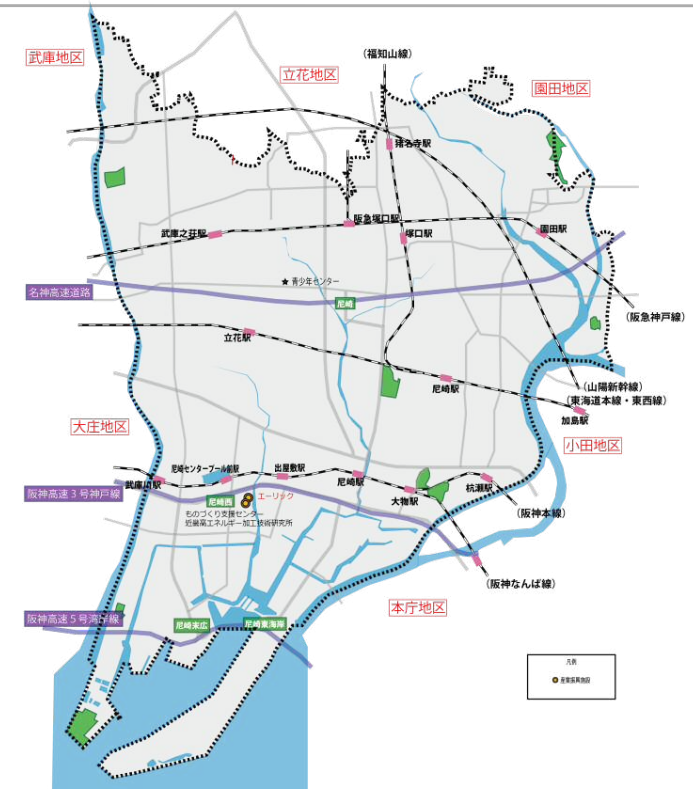 (福知山線)
武庫地区
立花地区
園田地区
猪名寺駅
阪急塚口駅
武庫之荘駅
塚口駅
園田駅
★ 青少年センター
名神高速道路
尼崎
(阪急神戸線)
立花駅
尼崎駅
(山陽新幹線)
(東海道本線・東西線)
加島駅
大庄地区
小田地区
尼崎センタープール前駅
出屋敷駅
武庫川駅
尼崎駅
大物駅
杭瀬駅
阪神高速3号神戸線
尼崎西
エーリック
ものづくり支援センター
近畿高エネルギー加工技術研究所
(阪神本線)
(阪神なんば線)
本庁地区
阪神高速5号湾岸線
尼崎末広
尼崎東海岸
凡例
産業振興施設